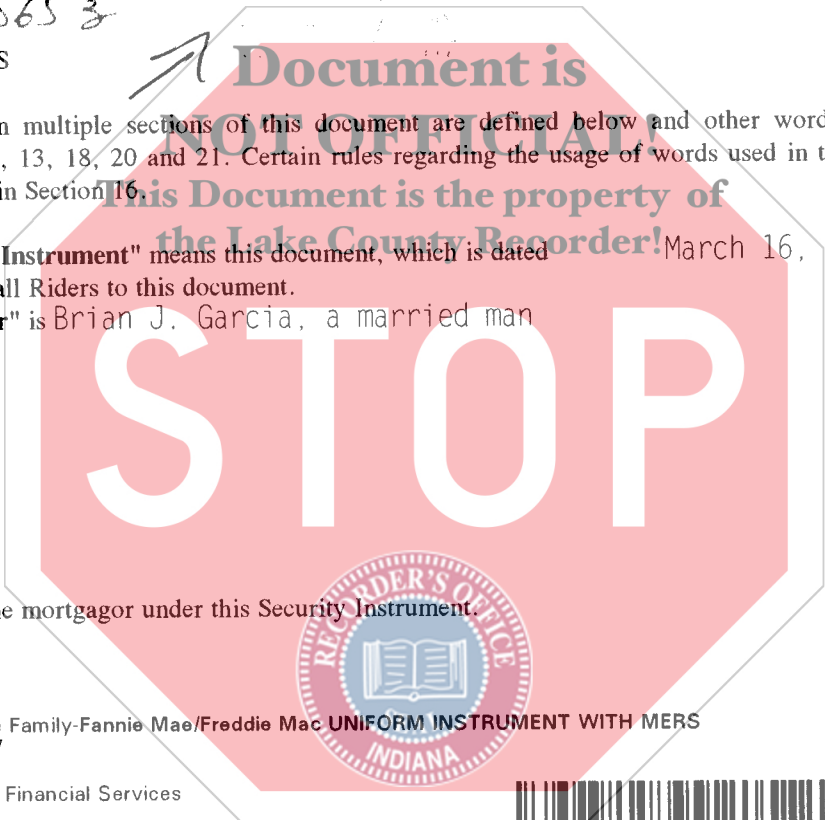 S
Document is
n multiple sections of this document are defined below and other word
NOT OFFICIAL!
, 13, 18, 20 and 21. Certain rules regarding the usage of words used in t
in Section 16.
This Document is the property of
the Lake County Recorder!
Instrument" means this document, which is dated March 16,
all Riders to this document.
r" is Brian J. Garcia, a married man
STOP
e mortgagor under this Security Instrument.
RECORDER'S OFFICE
INDIANA
Family-Fannie Mae/Freddie Mac UNIFORM INSTRUMENT WITH MERS
Financial Services